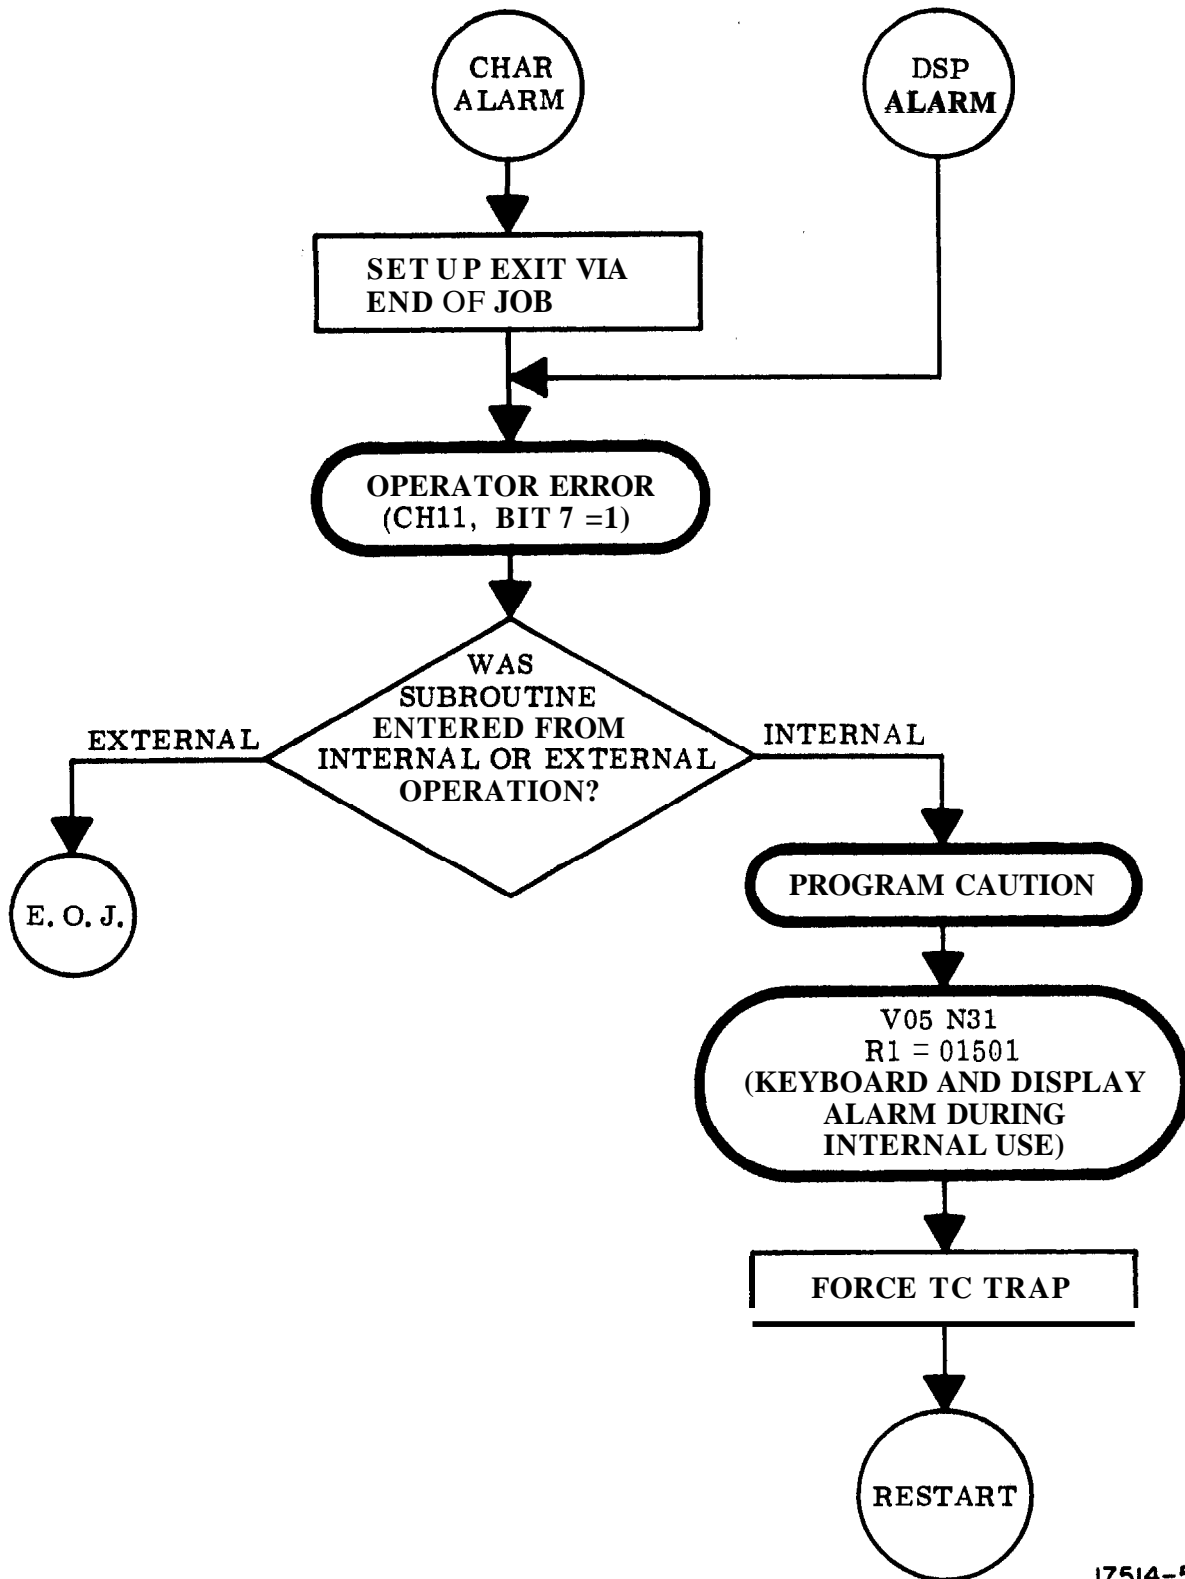 CHAR
ALARM
DSP
ALARM
SET UP EXIT VIA
END OF JOB
OPERATOR ERROR
(CH11, BIT 7 =1)
WAS
SUBROUTINE
ENTERED FROM
INTERNAL OR EXTERNAL
OPERATION?
EXTERNAL
INTERNAL
E. O. J.
PROGRAM CAUTION
V05 N31
R1 = 01501
(KEYBOARD AND DISPLAY
ALARM DURING
INTERNAL USE)
FORCE TC TRAP
RESTART